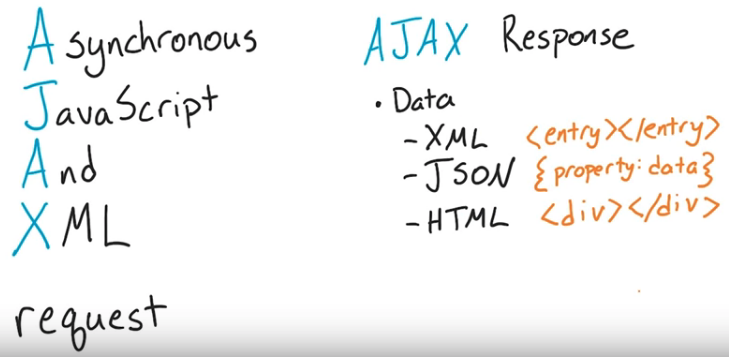 Asynchronous
JavaScript
And
XML
request
AJAX Response
• Data
- XML <entry></entry>
- JSON {property: data}
- HTML <div></div>